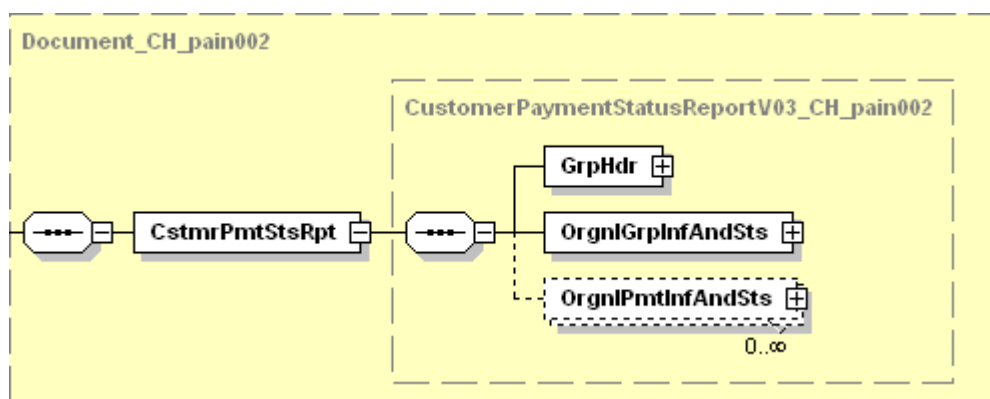 Document_CH_pain002
CustomerPaymentStatusReportV03_CH_pain002
GrpHdr
CstmrPmtStsRpt
OrgnlGrpInfAndSts
OrgnlPmtInfAndSts
0..∞